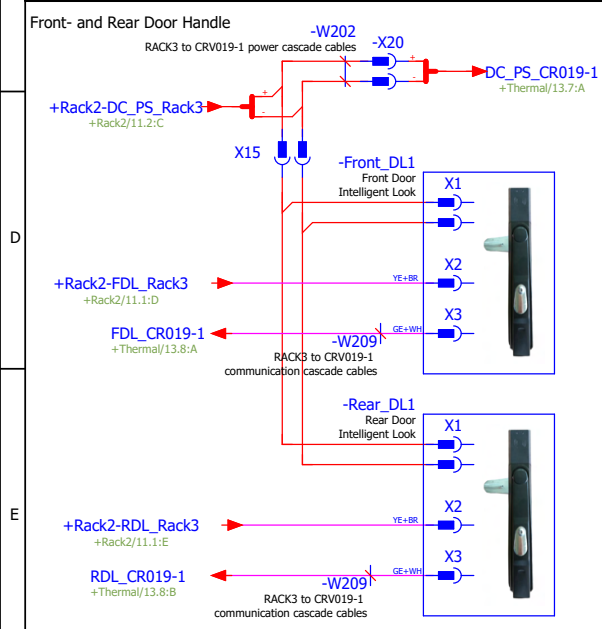 Front- and Rear Door Handle
-W202
RACK3 to CRV019-1 power cascade cables
-X20
+
-
DC_PS_CR019-1
+Thermal/13.7:A
+Rack2-DC_PS_Rack3
+Rack2/11.2:C
+
-
X15
-Front_DL1
Front Door
Intelligent Look
X1
D
+Rack2-FDL_Rack3
+Rack2/11.1:D
YE+BR
X2
FDL_CR019-1
+Thermal/13.8:A
-W209
GE+WH
X3
RACK3 to CRV019-1
communication cascade cables
-Rear_DL1
Rear Door
Intelligent Look
X1
E
+Rack2-RDL_Rack3
+Rack2/11.1:E
YE+BR
X2
RDL_CR019-1
+Thermal/13.8:B
-W209
GE+WH
X3
RACK3 to CRV019-1
communication cascade cables